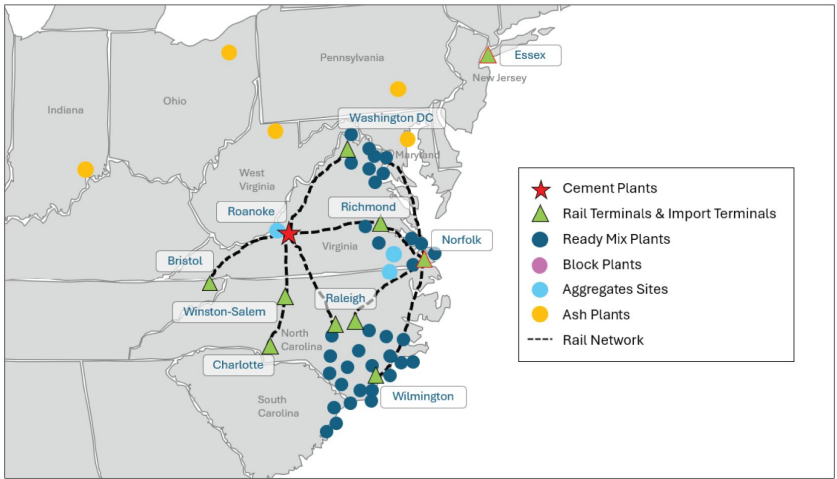 Essex
Pennsylvania
New Jersey
Ohio
Indiana
Washington DC
Maryland
West
Virginia
Roanoke
Richmond
Norfolk
Virginia
Bristol
Winston-Salem
Raleigh
North
Carolina
Charlotte
Wilmington
South
Carolina
Cement Plants
Rail Terminals & Import Terminals
Ready Mix Plants
Block Plants
Aggregates Sites
Ash Plants
Rail Network